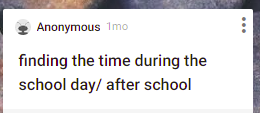 Anonymous 1mo
finding the time during the
school day/ after school